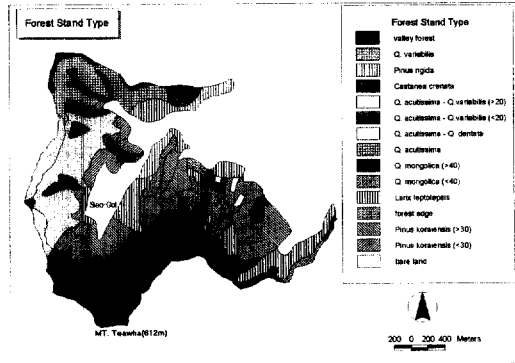 Forest Stand Type
Forest Stand Type
valley forest
Q. variabilis
Pinus rigida
Castanea crenata
Q. acutissima - Q.variabilis (>20)
Q. acutissima - Q.variabilis (<20)
Q. acutissima - Q. dentata
Q. acutissima
Q. mongolica (>40)
Q. mongolica (<40)
Larix leptolepis
forest edge
Pinus koraiensis (>30)
Pinus koraiensis (<30)
bare land
Seo-Gol
MT. Teawha(612m)
200 0 200 400 Meters